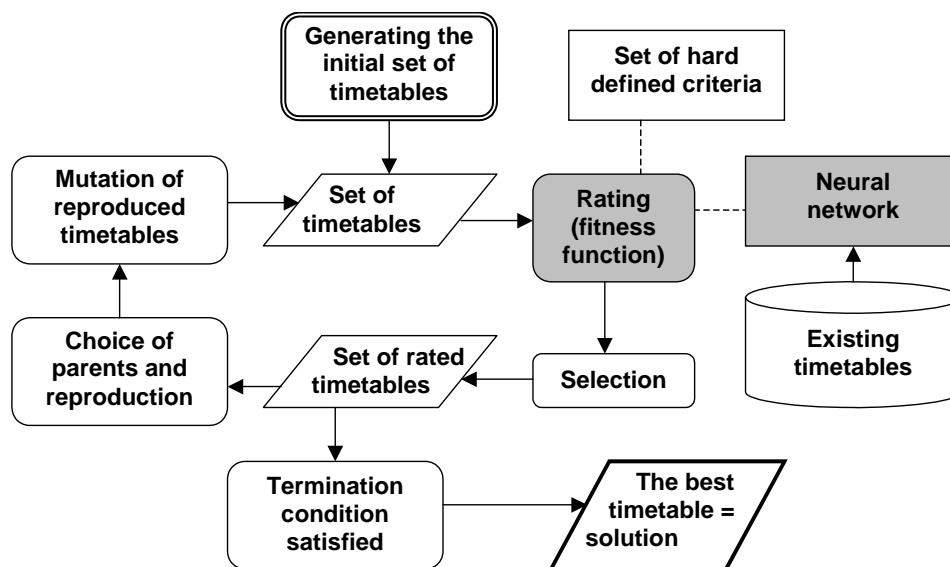 Generating the
initial set of
timetables
Set of hard
defined criteria
Mutation of
reproduced
timetables
Set of
timetables
Rating
(fitness
function)
Neural
network
Choice of
parents and
reproduction
Set of rated
timetables
Selection
Existing
timetables
Termination
condition
satisfied
The best
timetable =
solution